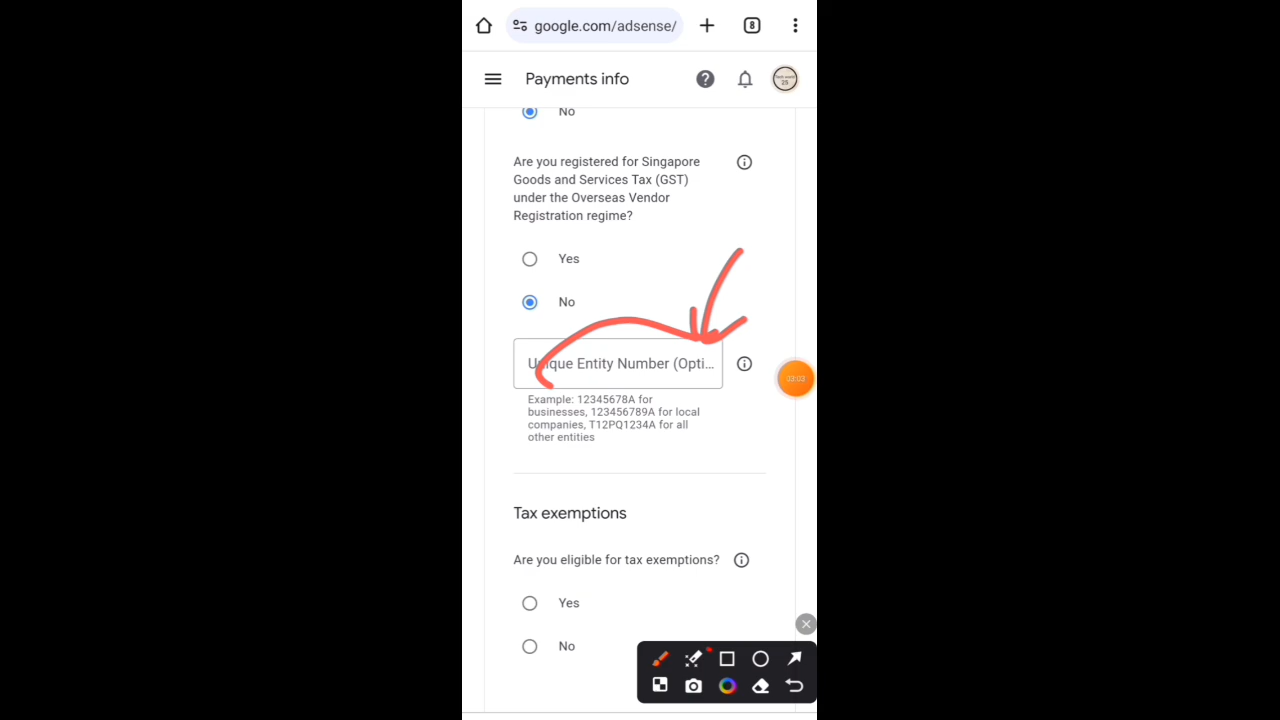 google.com/adsense/
8
Payments info
No
Are you registered for Singapore
Goods and Services Tax (GST)
under the Overseas Vendor
Registration regime?
Yes
No
Unique Entity Number (Opti...
Example: 12345678A for
businesses, 123456789A for local
companies, T12PQ1234A for all
other entities
Tax exemptions
Are you eligible for tax exemptions?
Yes
No